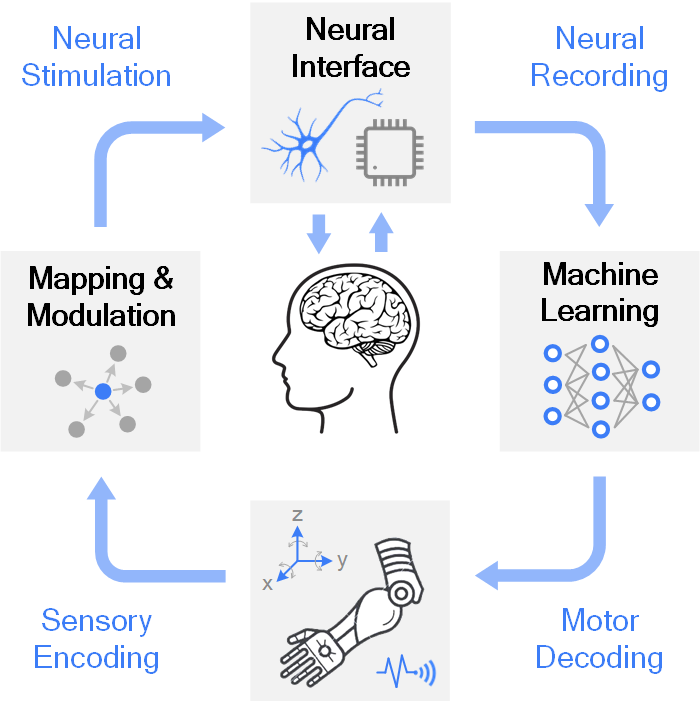 Neural
Stimulation
Neural
Interface
Neural
Recording
Mapping &
Modulation
Machine
Learning
z
y
x
Sensory
Encoding
Motor
Decoding